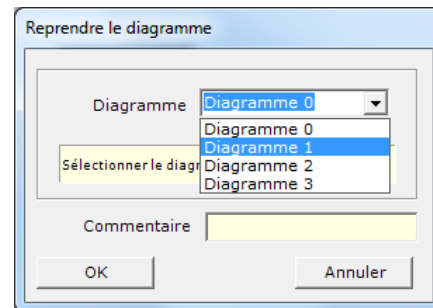 Reprendre le diagramme
Diagramme Diagramme 0
Diagramme 0
Diagramme 1
Sélectionner le
Diagramme 2
Diagramme 3
Commentaire
OK Annuler